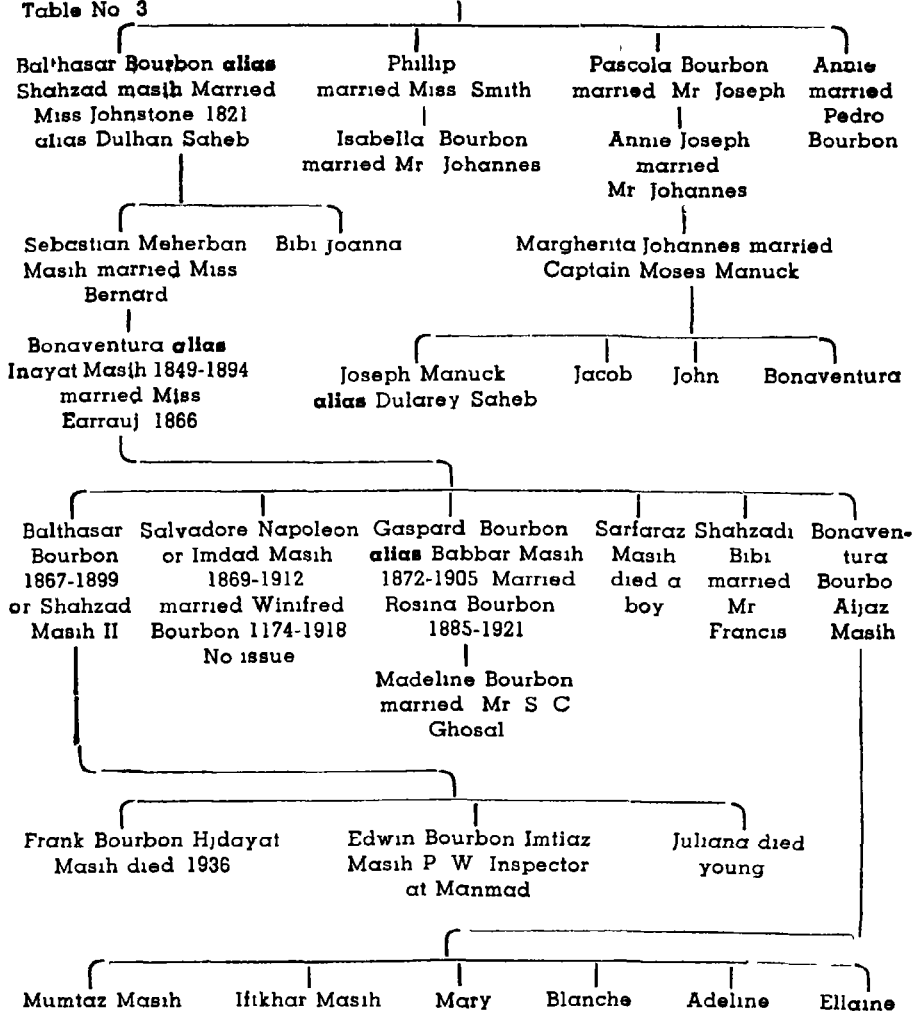 Table No 3
Balthasar Bourbon alias
Shahzad masih Married
Miss Johnstone 1821
alias Dulhan Saheb
Phillip
married Miss Smith
Isabella Bourbon
married Mr Johannes
Pascola Bourbon
married Mr Joseph
Annie Joseph
married
Mr Johannes
Annie
married
Pedro
Bourbon
Sebastian Meherban
Masih married Miss
Bernard
Bibi Joanna
Margherita Johannes married
Captain Moses Manuck
Bonaventura alias
Inayat Masih 1849-1894
married Miss
Earrauj 1866
Joseph Manuck
alias Dularey Saheb
Jacob
John
Bonaventura
Balthasar
Bourbon
1867-1899
or Shahzad
Masih II
Salvadore Napoleon
or Imdad Masih
1869-1912
married Winifred
Bourbon 1174-1918
No issue
Gaspard Bourbon
alias Babbar Masih
1872-1905 Married
Rosina Bourbon
1885-1921
Madeline Bourbon
married Mr S C
Ghosal
Sarfaraz
Masih
died a
boy
Shahzadi
Bibi
married
Mr
Francis
Bonaven-
tura
Bourbo
Aijaz
Masih
Frank Bourbon Hidayat
Masih died 1936
Edwin Bourbon Imtiaz
Masih P W Inspector
at Manmad
Juliana died
young
Mumtaz Masih
Iftikhar Masih
Mary
Blanche
Adeline
Ellaine